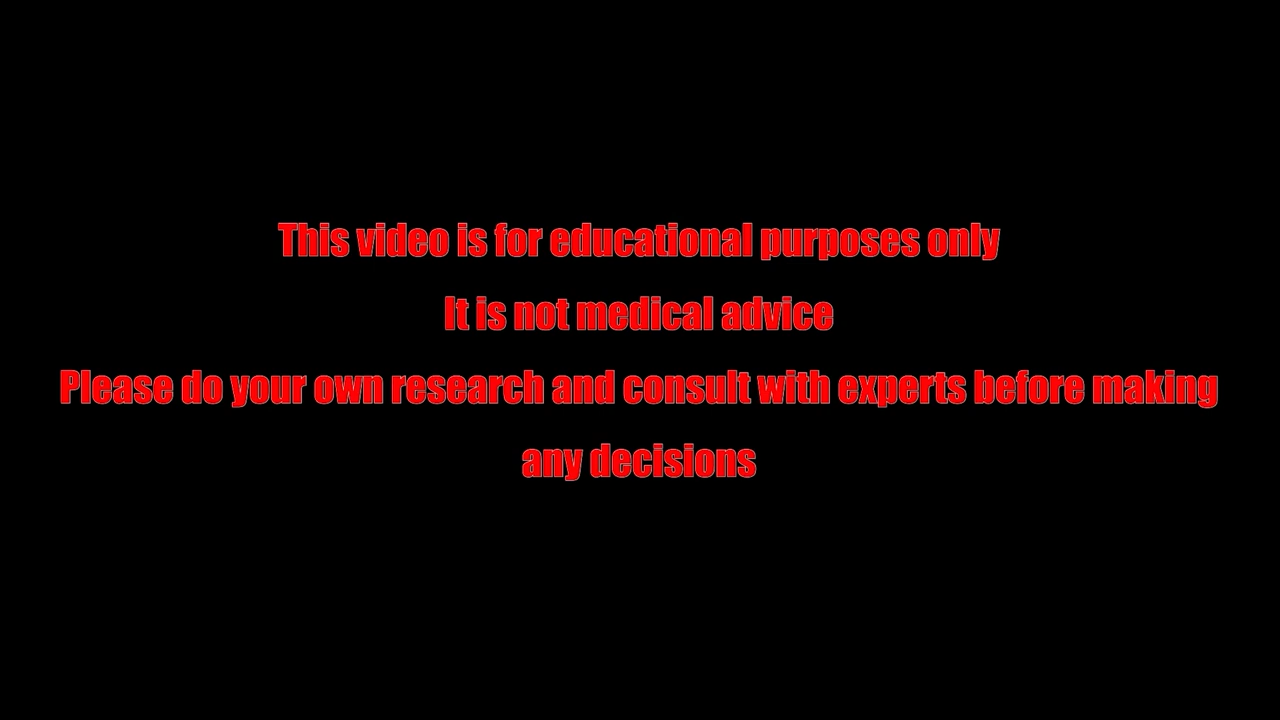 This video is for educational purposes only
It is not medical advice
Please do your own research and consult with experts before making
any decisions